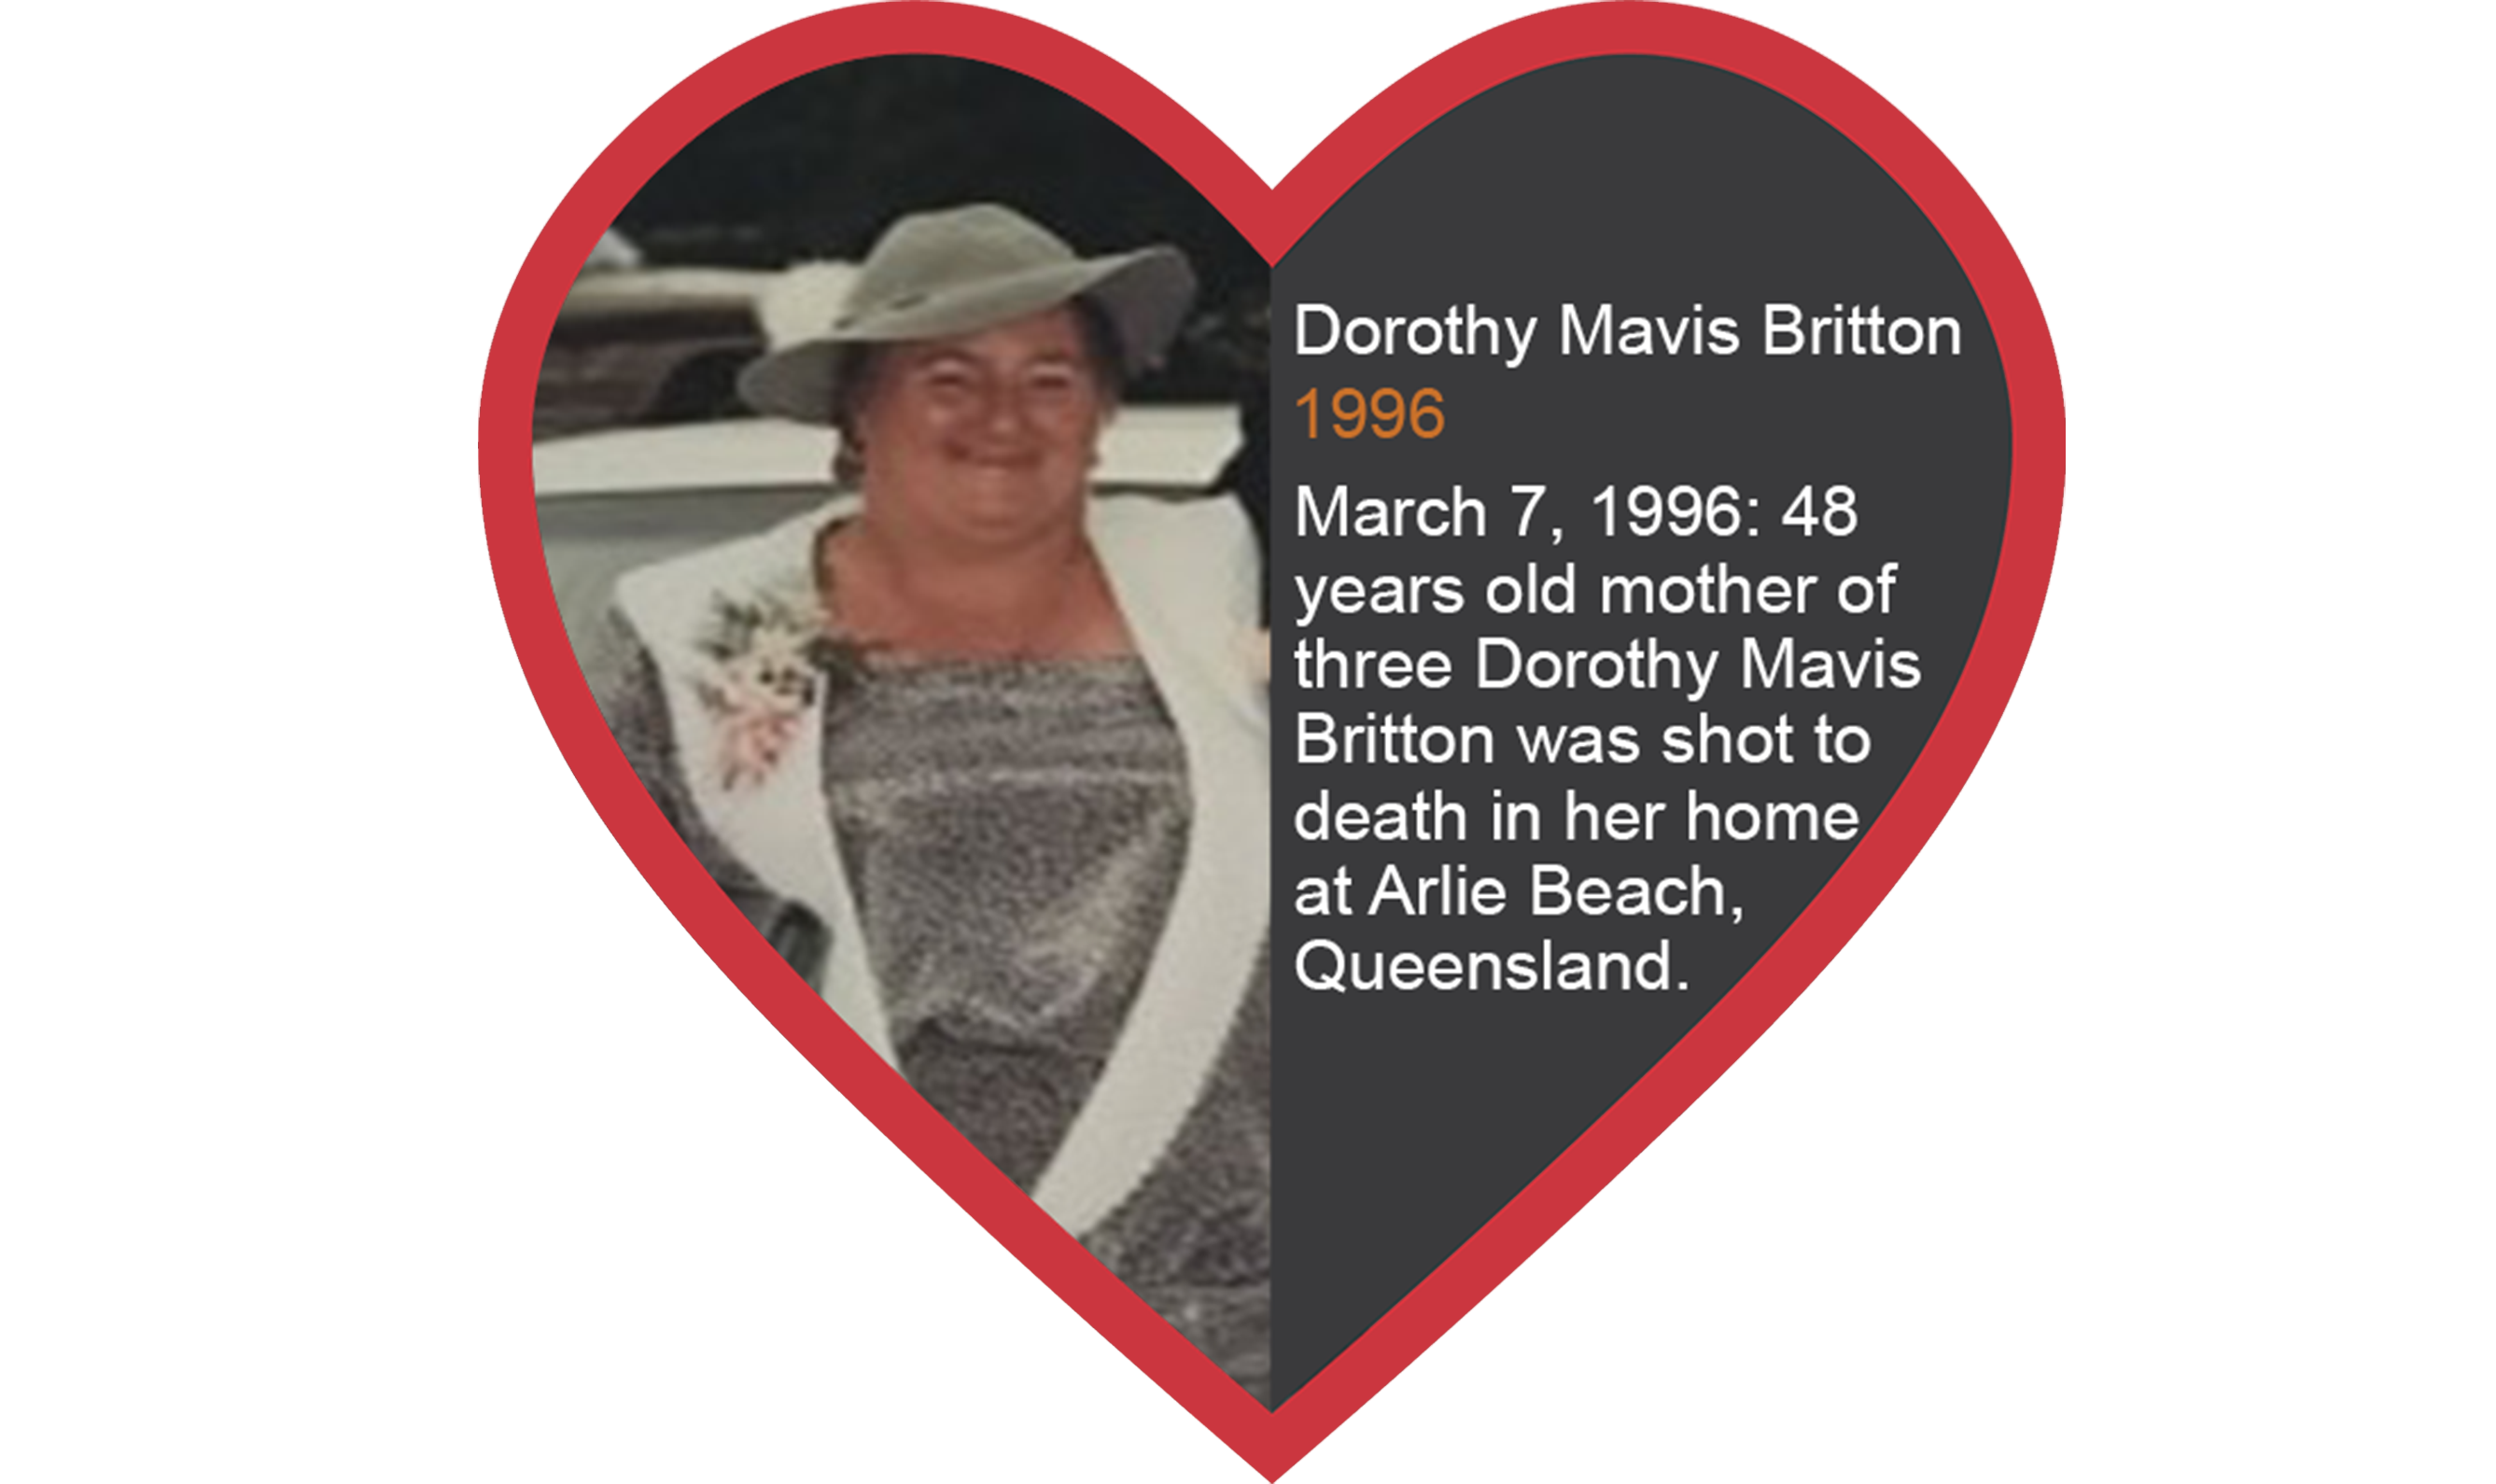 Dorothy Mavis Britton
1996
March 7, 1996: 48
years old mother of
three Dorothy Mavis
Britton was shot to
death in her home
at Arlie Beach,
Queensland.